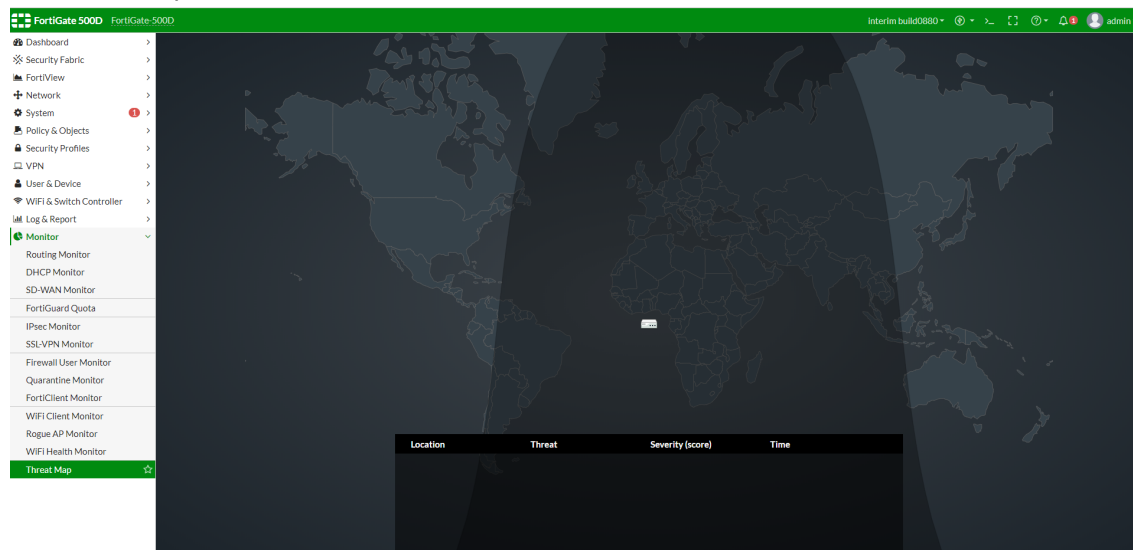 FortiGate 500D FortiGate-500D
Interim build0880
>_
1
admin
Dashboard
Security Fabric
FortiView
Network
System 1
Policy & Objects
Security Profiles
VPN
User & Device
WiFi & Switch Controller
Log & Report
Monitor
Routing Monitor
DHCP Monitor
SD-WAN Monitor
FortiGuard Quota
IPsec Monitor
SSL-VPN Monitor
Firewall User Monitor
Quarantine Monitor
FortiClient Monitor
WiFi Client Monitor
Rogue AP Monitor
WiFi Health Monitor
Threat Map
Location Threat Severity (score) Time